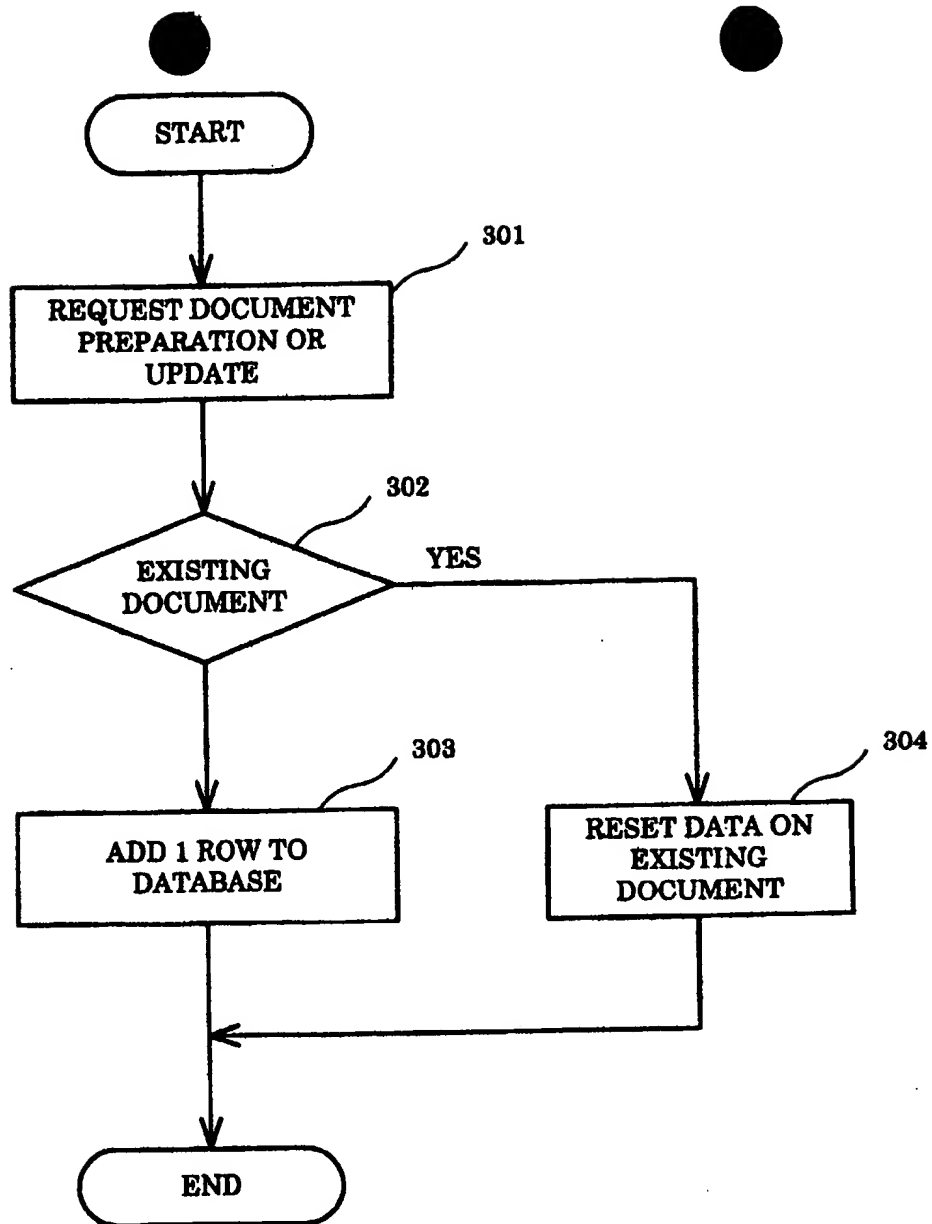 START
301
REQUEST DOCUMENT
PREPARATION OR
UPDATE
302
EXISTING
DOCUMENT
YES
303
ADD 1 ROW TO
DATABASE
304
RESET DATA ON
EXISTING
DOCUMENT
END